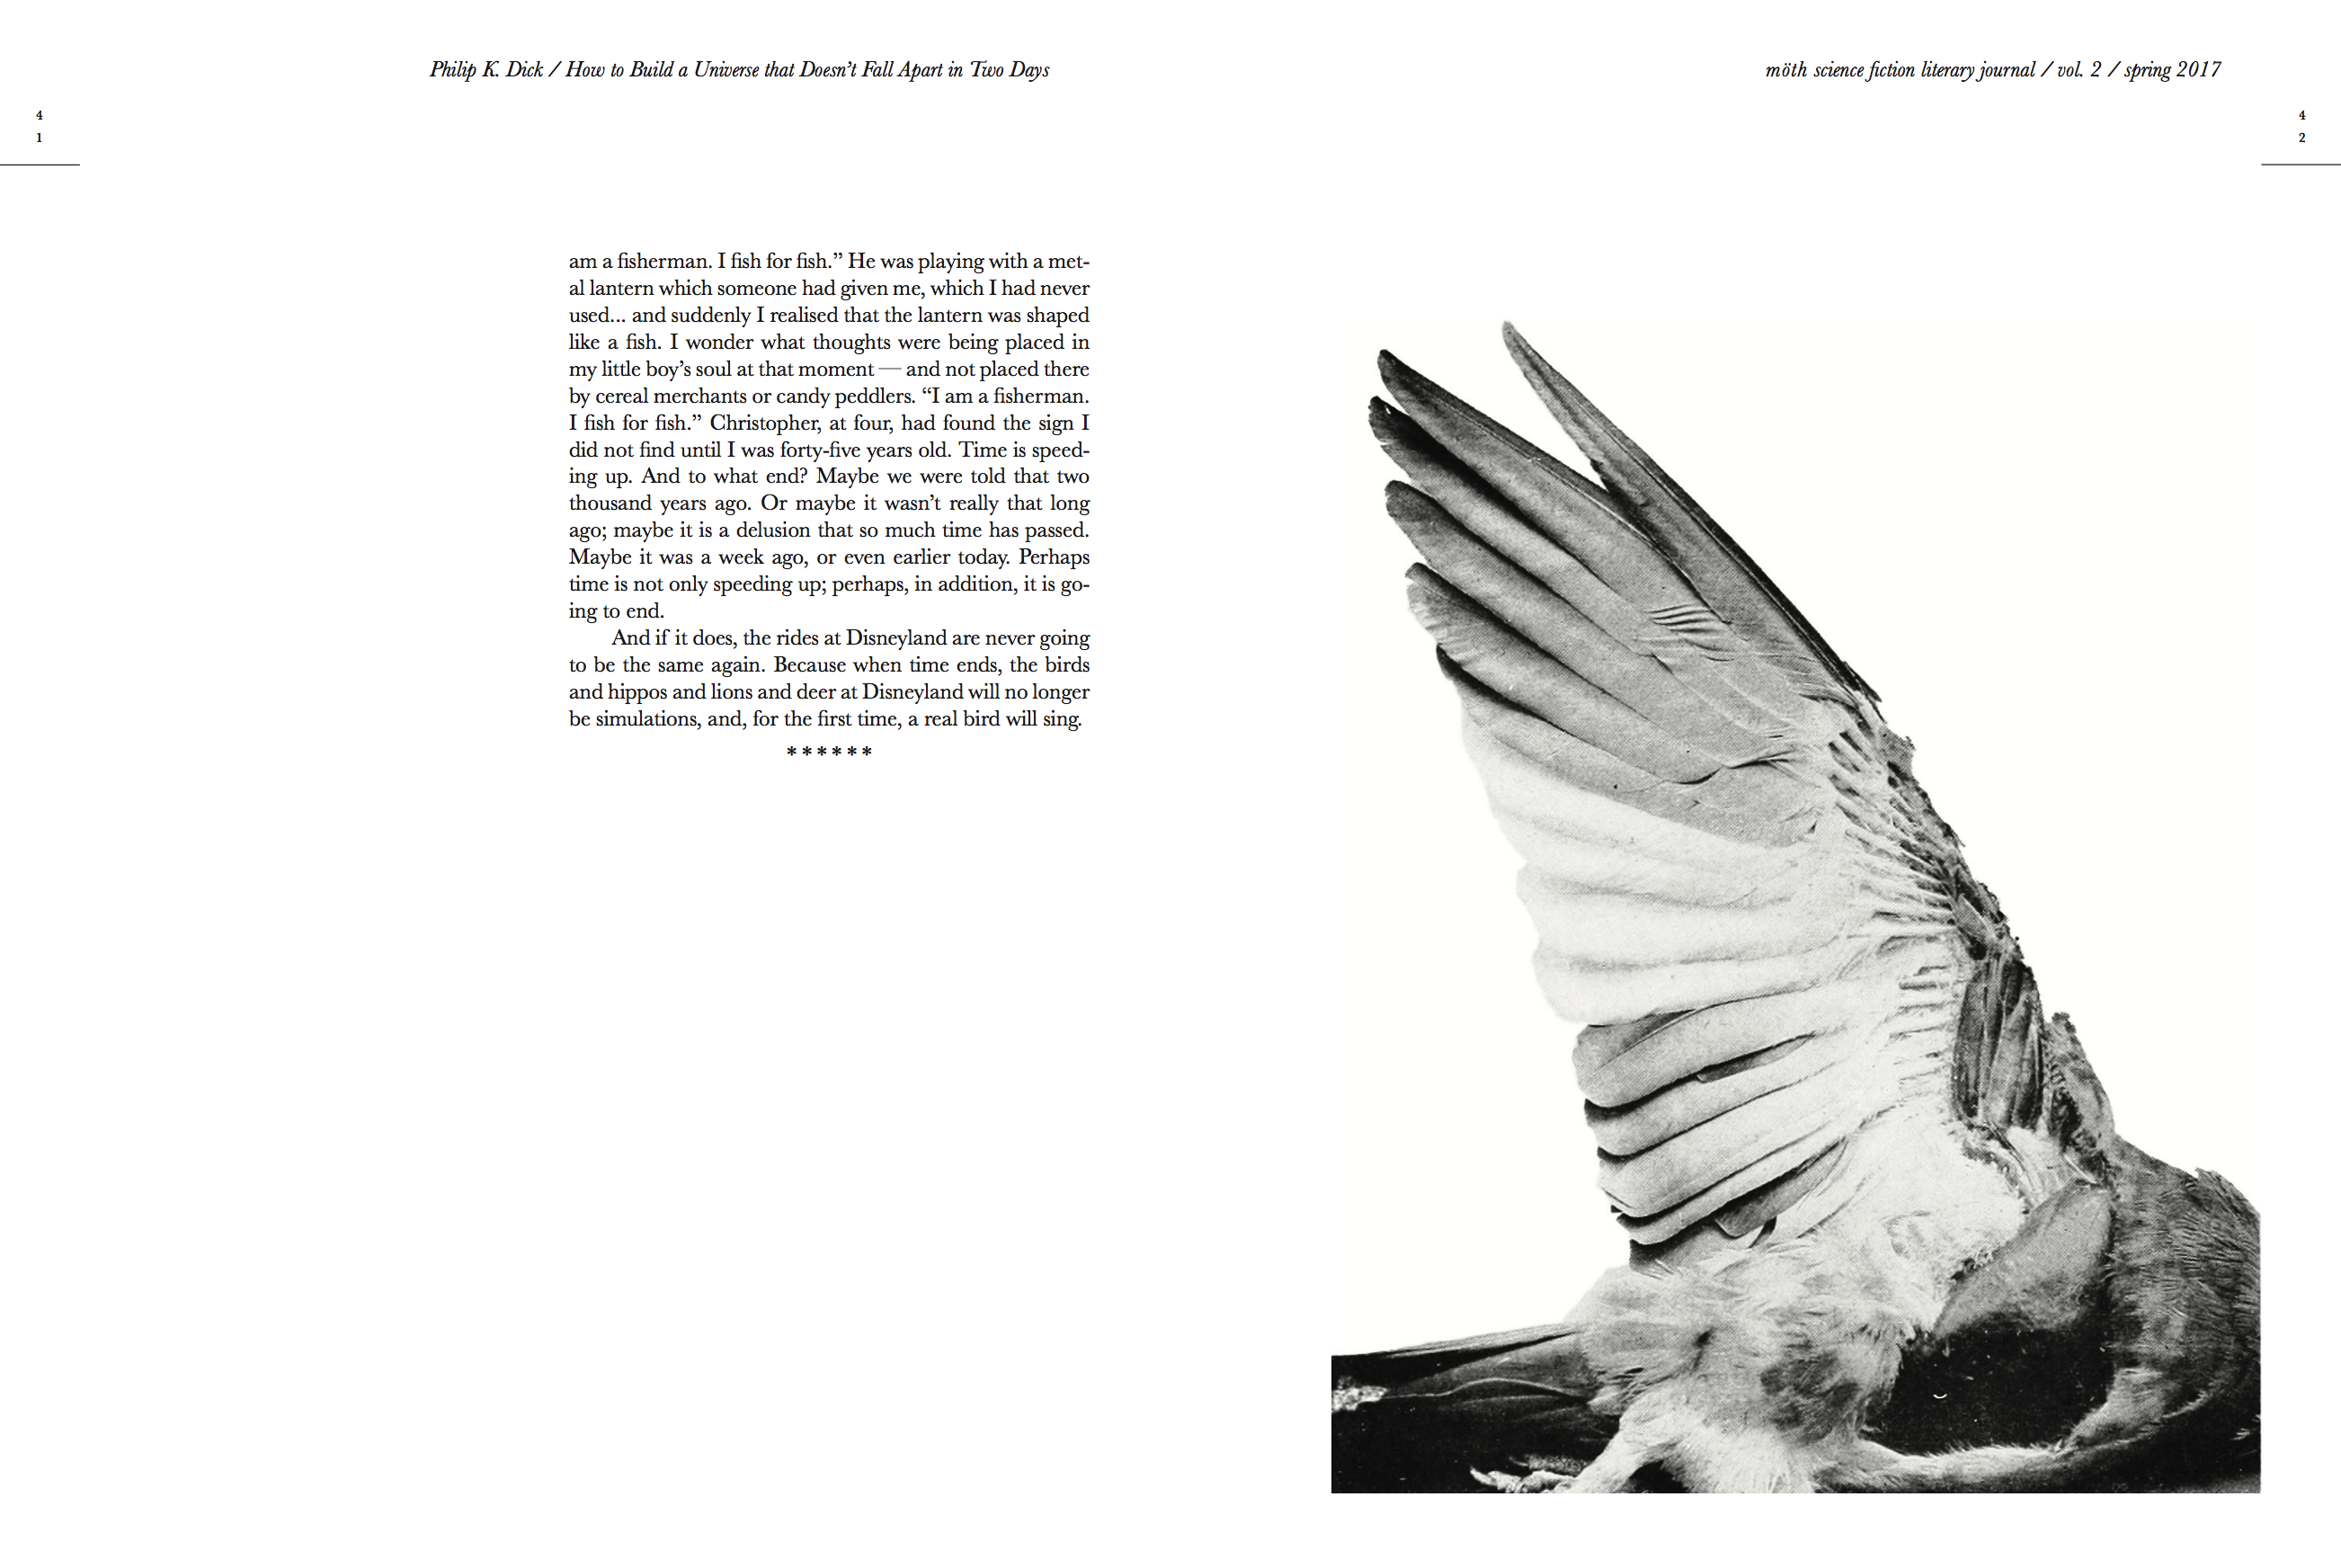 Philip K. Dick / How to Build a Universe that Doesn’t Fall Apart in Two Days
4
1
am a fisherman. I fish for fish.” He was playing with a met-
al lantern which someone had given me, which I had never
used... and suddenly I realised that the lantern was shaped
like a fish. I wonder what thoughts were being placed in
my little boy’s soul at that moment — and not placed there
by cereal merchants or candy peddlers. “I am a fisherman.
I fish for fish.” Christopher, at four, had found the sign I
did not find until I was forty-five years old. Time is speed-
ing up. And to what end? Maybe we were told that two
thousand years ago. Or maybe it wasn’t really that long
ago; maybe it is a delusion that so much time has passed.
Maybe it was a week ago, or even earlier today. Perhaps
time is not only speeding up; perhaps, in addition, it is go-
ing to end.
And if it does, the rides at Disneyland are never going
to be the same again. Because when time ends, the birds
and hippos and lions and deer at Disneyland will no longer
be simulations, and, for the first time, a real bird will sing.
* * * * * *
möth science fiction literary journal / vol. 2 / spring 2017
4
2